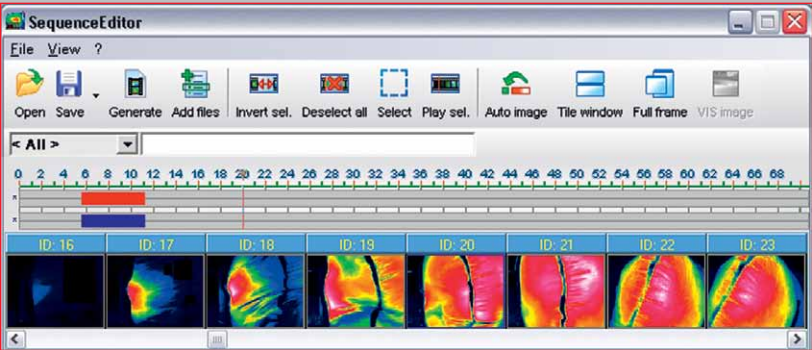 SequenceEditor
File View ?
Open Save Generate Add files Invert sel. Deselect all Select Play sel. Auto image Tile window Full frame VIS image
< All >
0 2 4 6 8 10 12 14 16 18 20 22 24 26 28 30 32 34 36 38 40 42 44 46 48 50 52 54 56 58 60 62 64 66 68
ID: 16 ID: 17 ID: 18 ID: 19 ID: 20 ID: 21 ID: 22 ID: 23